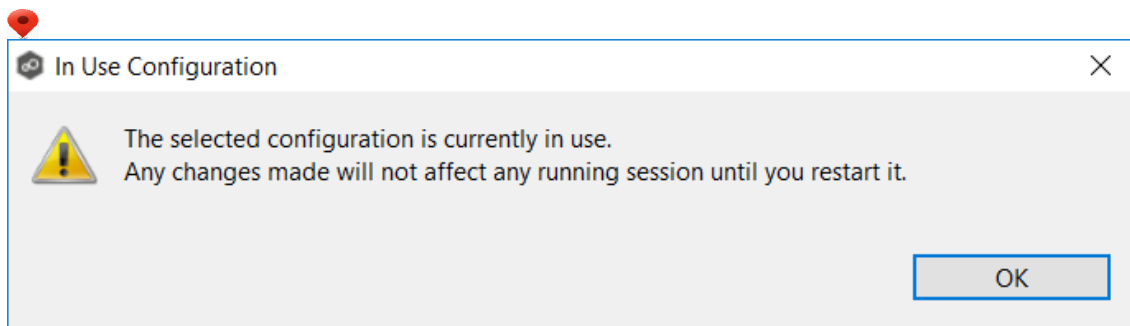 In Use Configuration
The selected configuration is currently in use.
Any changes made will not affect any running session until you restart it.
OK